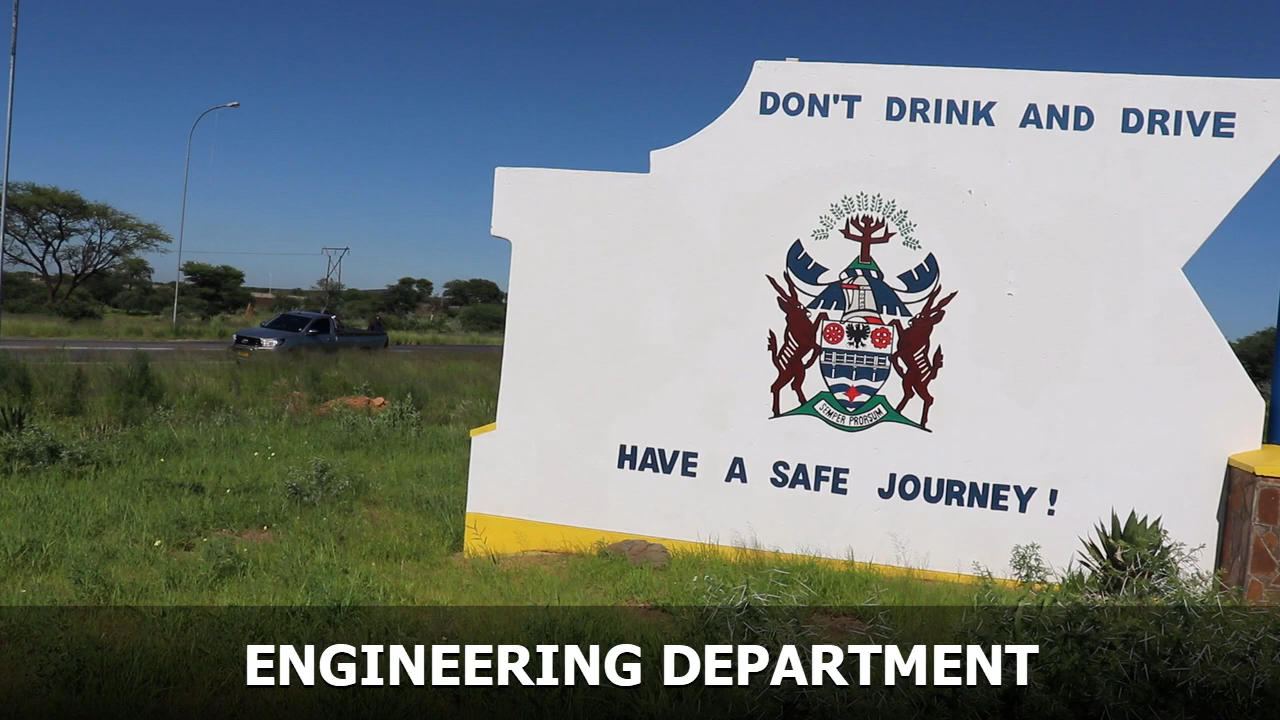 DON'T DRINK AND DRIVE
SEMPER PRORSUM
HAVE A SAFE JOURNEY!
ENGINEERING DEPARTMENT